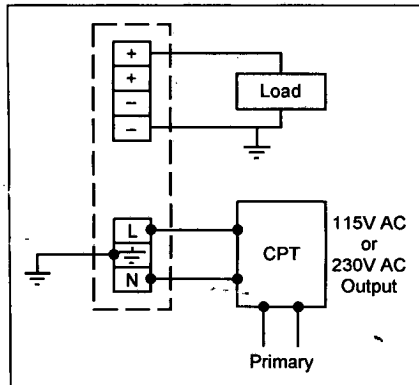 +
+
−
−
Load
L
N
CPT
115V AC
or
230V AC
Output
Primary